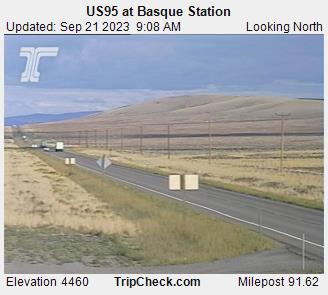 US95 at Basque Station
Updated: Sep 21 2023  9:08 AM Looking North
Elevation 4460 TripCheck.com Milepost 91.62